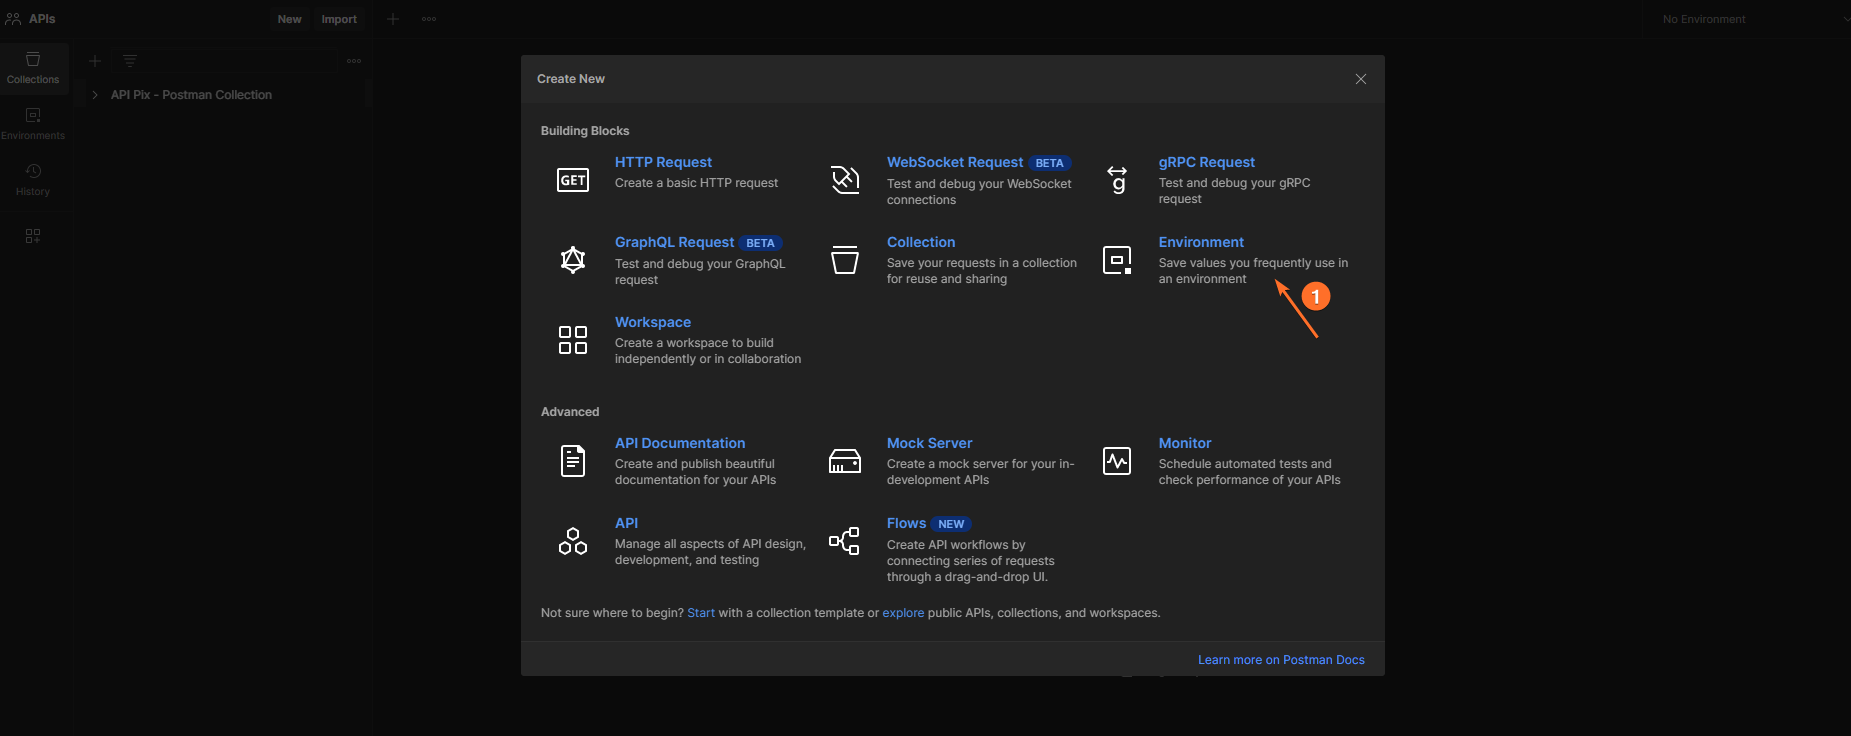 APIs
New
Import
No Environment
Collections
Environments
History
API Pix - Postman Collection
Create New
Building Blocks
GET
HTTP Request
Create a basic HTTP request
WebSocket Request BETA
Test and debug your WebSocket
connections
g
gRPC Request
Test and debug your gRPC
request
GraphQL Request BETA
Test and debug your GraphQL
request
Collection
Save your requests in a collection
for reuse and sharing
Environment
Save values you frequently use in
an environment
1
Workspace
Create a workspace to build
independently or in collaboration
Advanced
API Documentation
Create and publish beautiful
documentation for your APIs
Mock Server
Create a mock server for your in-
development APIs
Monitor
Schedule automated tests and
check performance of your APIs
API
Manage all aspects of API design,
development, and testing
Flows NEW
Create API workflows by
connecting series of requests
through a drag-and-drop UI.
Not sure where to begin? Start with a collection template or explore public APIs, collections, and workspaces.
Learn more on Postman Docs